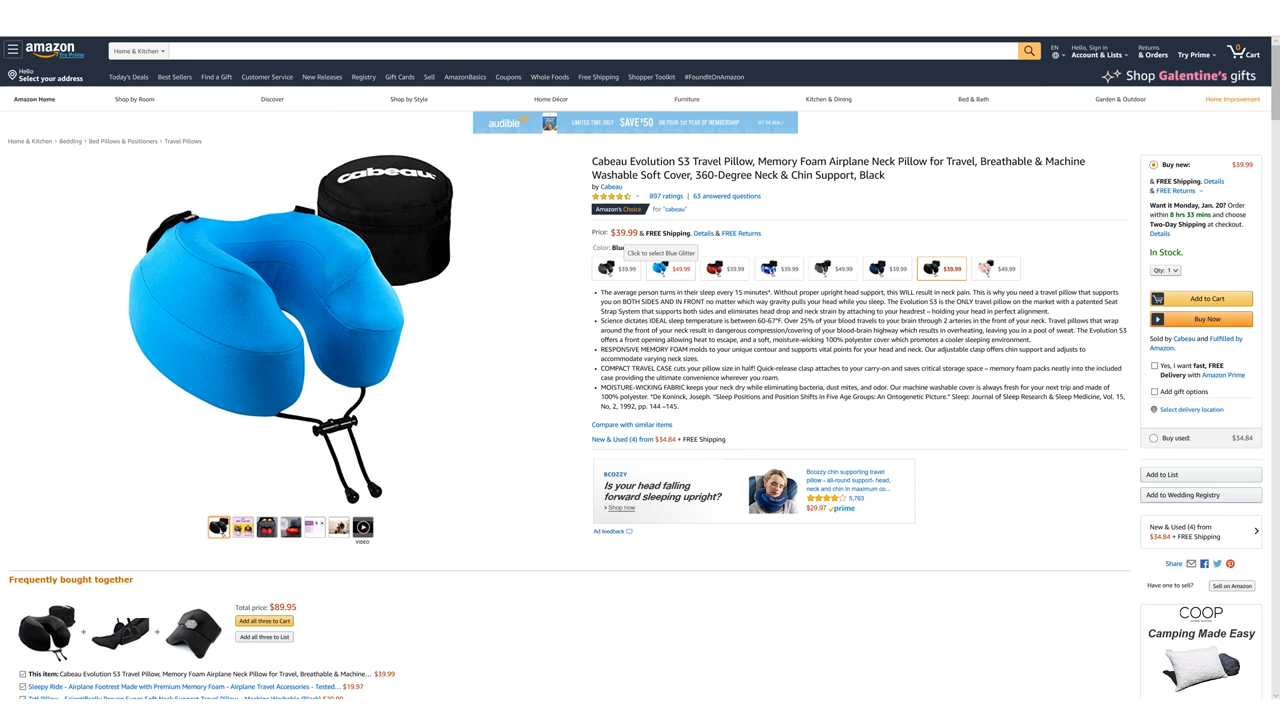 amazon
Try Prime
Home & Kitchen
EN
Hello, Sign in
Account & Lists
Returns
& Orders
Try Prime
0
Cart
Hello
Select your address
Today's Deals
Best Sellers
Find a Gift
Customer Service
New Releases
Registry
Gift Cards
Sell
AmazonBasics
Coupons
Whole Foods
Free Shipping
Shopper Toolkit
#FoundItOnAmazon
Shop Galentine's gifts
Amazon Home
Shop by Room
Discover
Shop by Style
Home Décor
Furniture
Kitchen & Dining
Bed & Bath
Garden & Outdoor
Home Improvement
audible
LIMITED TIME ONLY SAVE $50 ON YOUR 1ST YEAR OF MEMBERSHIP
Home & Kitchen › Bedding › Bed Pillows & Positioners › Travel Pillows
cabeau
Cabeau Evolution S3 Travel Pillow, Memory Foam Airplane Neck Pillow for Travel, Breathable & Machine
Washable Soft Cover, 360-Degree Neck & Chin Support, Black
by Cabeau
897 ratings | 63 answered questions
Amazon's Choice for "cabeau"
Price: $39.99 & FREE Shipping. Details & FREE Returns
Color: Blue
Click to select Blue Glitter
$39.99
$49.99
$39.99
$39.99
$49.99
$39.99
$39.99
$49.99
• The average person turns in their sleep every 15 minutes*. Without proper upright head support, this WILL result in neck pain. This is why you need a travel pillow that supports
you on BOTH SIDES AND IN FRONT no matter which way gravity pulls your head while you sleep. The Evolution S3 is the ONLY travel pillow on the market with a patented Seat
Strap System that supports both sides and eliminates head drop and neck strain by attaching to your headrest – holding your head in perfect alignment.
• Science dictates IDEAL sleep temperature is between 60-67°F. Over 25% of your blood travels to your brain through 2 arteries in the front of your neck. Travel pillows that wrap
around the front of your neck result in dangerous compression/covering of your blood-brain highway which results in overheating, leaving you in a pool of sweat. The Evolution S3
offers a front opening allowing heat to escape, and a soft, moisture-wicking 100% polyester cover which promotes a cooler sleeping environment.
• RESPONSIVE MEMORY FOAM molds to your unique contour and supports vital points for your head and neck. Our adjustable clasp offers chin support and adjusts to
accommodate varying neck sizes.
• COMPACT TRAVEL CASE cuts your pillow size in half! Quick-release clasp attaches to your carry-on and saves critical storage space – memory foam packs neatly into the included
case providing the ultimate convenience wherever you roam.
• MOISTURE-WICKING FABRIC keeps your neck dry while eliminating bacteria, dust mites, and odor. Our machine washable cover is always fresh for your next trip and made of
100% polyester. *De Koninck, Joseph. "Sleep Positions and Position Shifts in Five Age Groups: An Ontogenetic Picture." Sleep: Journal of Sleep Research & Sleep Medicine, Vol. 15,
No, 2, 1992, pp. 144 –145.
Compare with similar items
New & Used (4) from $34.84 + FREE Shipping
BCOZZY
Is your head falling
forward sleeping upright?
› Shop now
Bcozzy chin supporting travel
pillow - all-round support- head,
neck and chin in maximum co...
5,763
$29.97 prime
Ad feedback
VIDEO
Buy new: $39.99
& FREE Shipping. Details
& FREE Returns
Want it Monday, Jan. 20? Order
within 8 hrs 33 mins and choose
Two-Day Shipping at checkout.
Details
In Stock.
Qty: 1
Add to Cart
Buy Now
Sold by Cabeau and Fulfilled by
Amazon.
Yes, I want fast, FREE
Delivery with Amazon Prime
Add gift options
Select delivery location
Buy used: $34.84
Add to List
Add to Wedding Registry
New & Used (4) from
$34.84 + FREE Shipping
Share
Have one to sell? Sell on Amazon
COOP
Camping Made Easy
Frequently bought together
Total price: $89.95
Add all three to Cart
Add all three to List
+
+
This item: Cabeau Evolution S3 Travel Pillow, Memory Foam Airplane Neck Pillow for Travel, Breathable & Machine… $39.99
Sleepy Ride - Airplane Footrest Made with Premium Memory Foam - Airplane Travel Accessories - Tested… $19.97